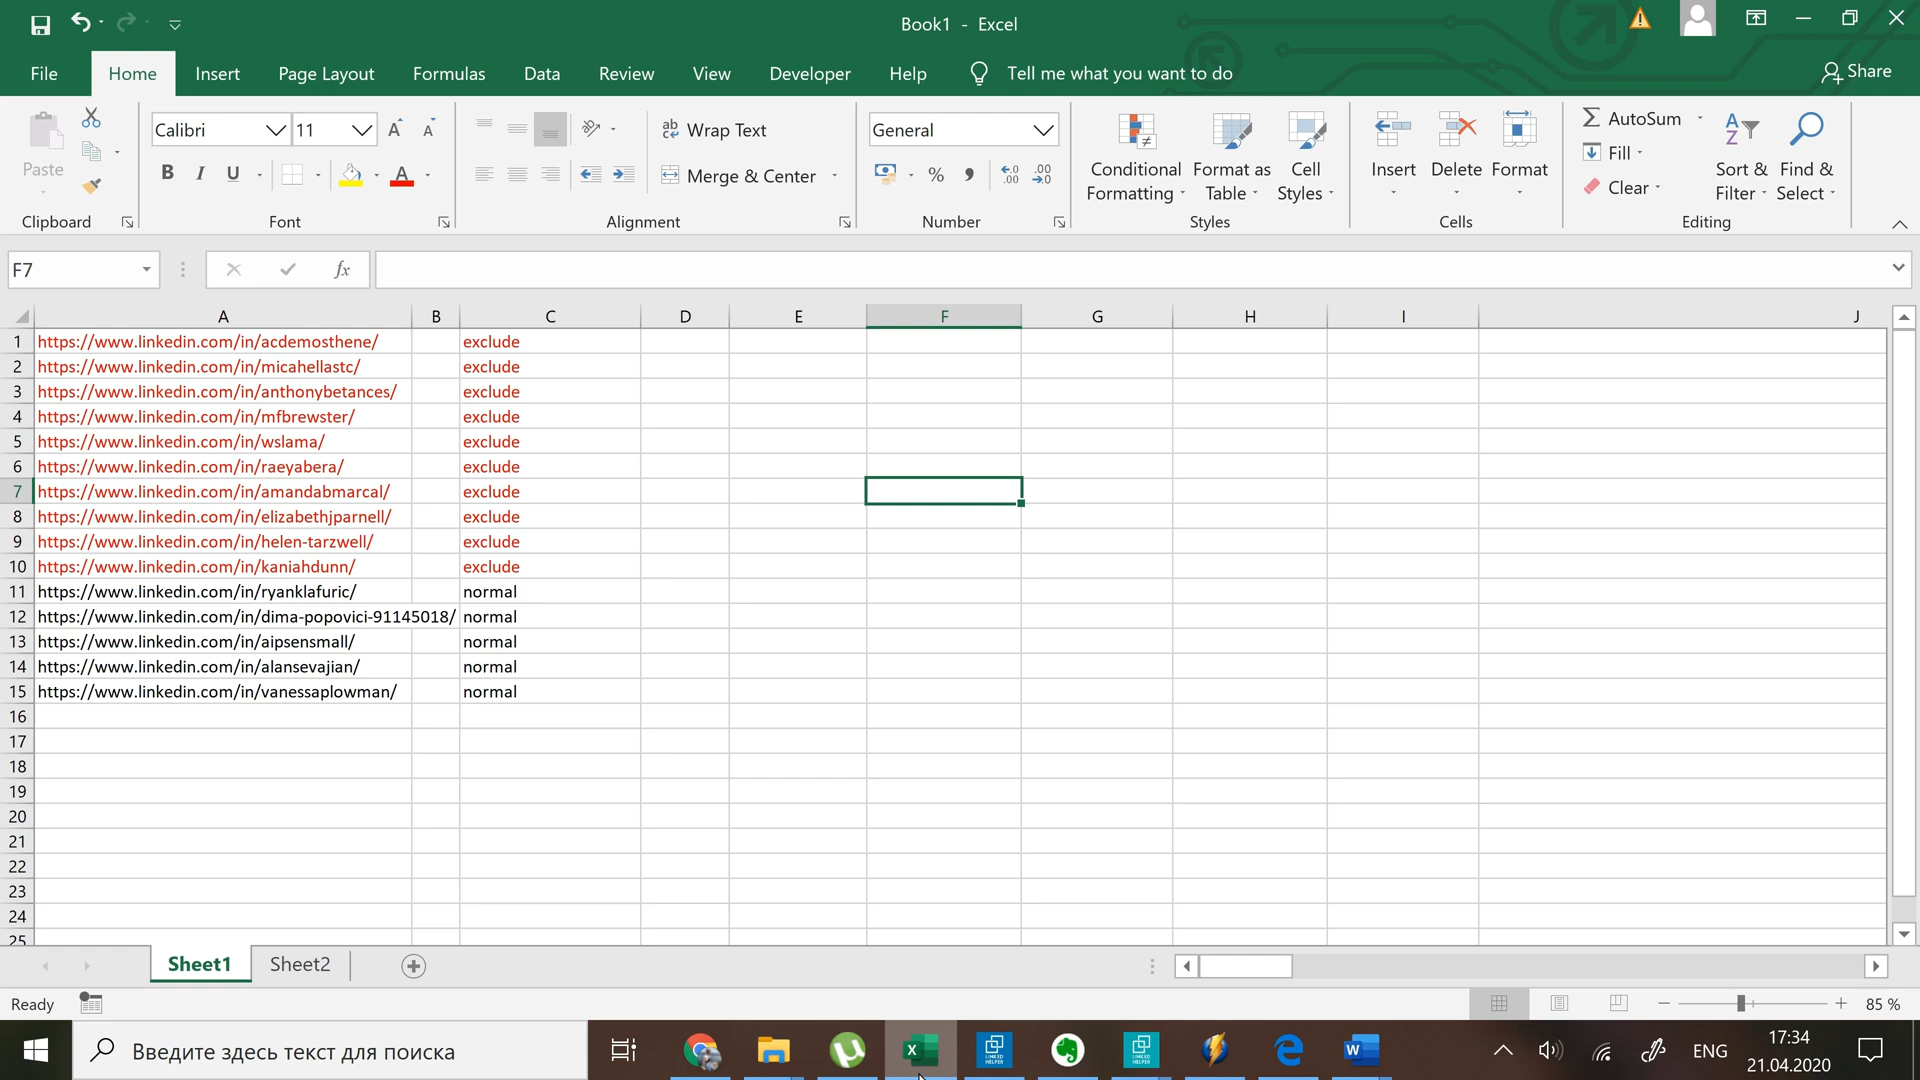 Book1 - Excel
File Home Insert Page Layout Formulas Data Review View Developer Help Tell me what you want to do Share
Calibri 11 Wrap Text General AutoSum
Paste Merge & Center Conditional Formatting Format as Table Cell Styles Insert Delete Format Fill Clear Sort & Filter Find & Select
Clipboard Font Alignment Number Styles Cells Editing
F7 fx
A B C D E F G H I J
1 https://www.linkedin.com/in/acdemosthene/ exclude
2 https://www.linkedin.com/in/micahellastc/ exclude
3 https://www.linkedin.com/in/anthonybetances/ exclude
4 https://www.linkedin.com/in/mfbrewster/ exclude
5 https://www.linkedin.com/in/wslama/ exclude
6 https://www.linkedin.com/in/raeyabera/ exclude
7 https://www.linkedin.com/in/amandabmarcal/ exclude
8 https://www.linkedin.com/in/elizabethjparnell/ exclude
9 https://www.linkedin.com/in/helen-tarzwell/ exclude
10 https://www.linkedin.com/in/kaniahdunn/ exclude
11 https://www.linkedin.com/in/ryanklafuric/ normal
12 https://www.linkedin.com/in/dima-popovici-91145018/ normal
13 https://www.linkedin.com/in/aipsensmall/ normal
14 https://www.linkedin.com/in/alansevajian/ normal
15 https://www.linkedin.com/in/vanessaplowman/ normal
16
17
18
19
20
21
22
23
24
25
Sheet1 Sheet2
Ready 85 %
Введите здесь текст для поиска LINKED HELPER LINKED HELPER ENG 17:34
21.04.2020